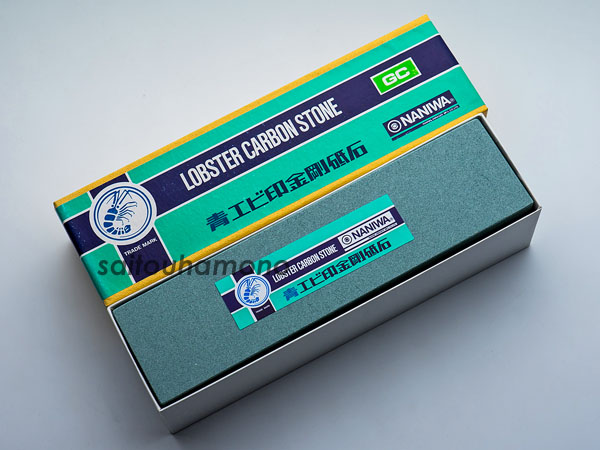 GC
LOBSTER CARBON STONE
NANIWA
青エビ印金剛砥石
TRADE MARK
saitouhamono
LOBSTER CARBON STONE
NANIWA
青エビ印金剛砥石